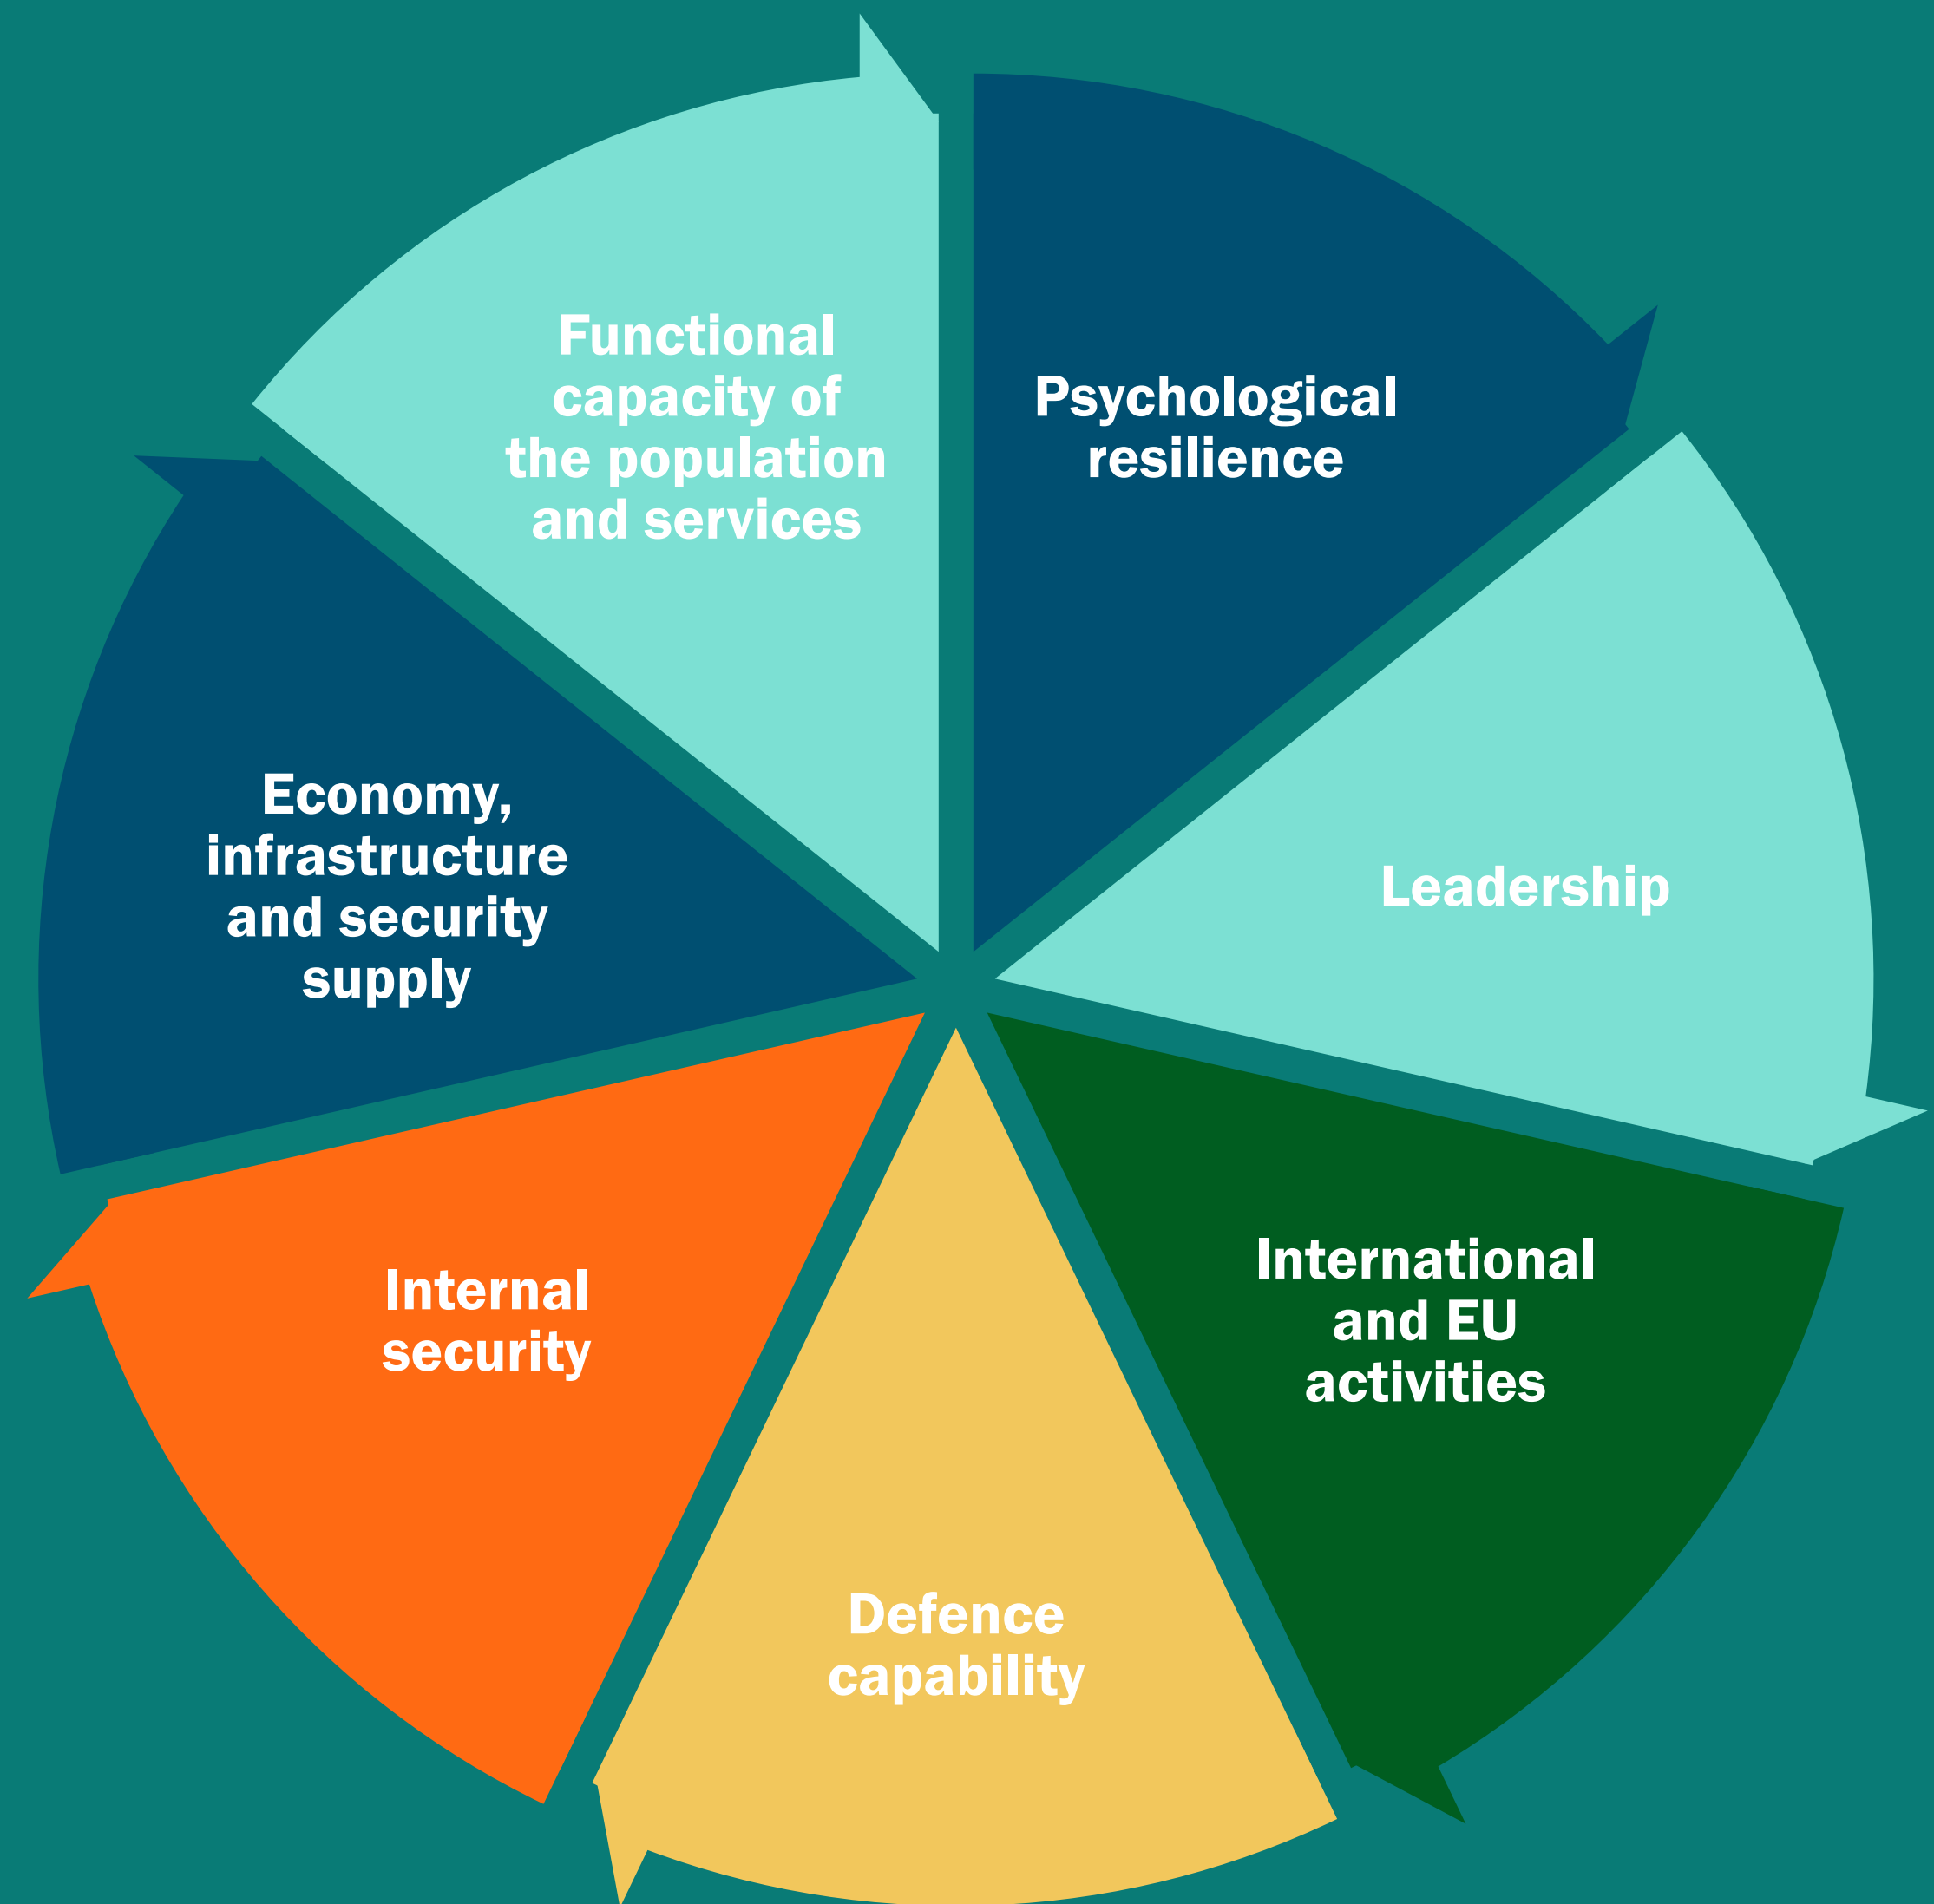 Functional
capacity of
the population
and services
Psychological
resilience
Economy,
infrastructure
and security
supply
Leadership
Internal
security
International
and EU
activities
Defence
capability